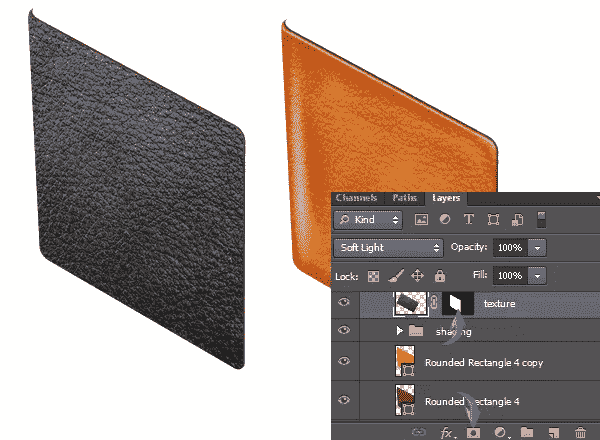 Channels Paths Layers
Kind
Soft Light Opacity: 100%
Lock: Fill: 100%
texture
shading
Rounded Rectangle 4 copy
Rounded Rectangle 4
fx